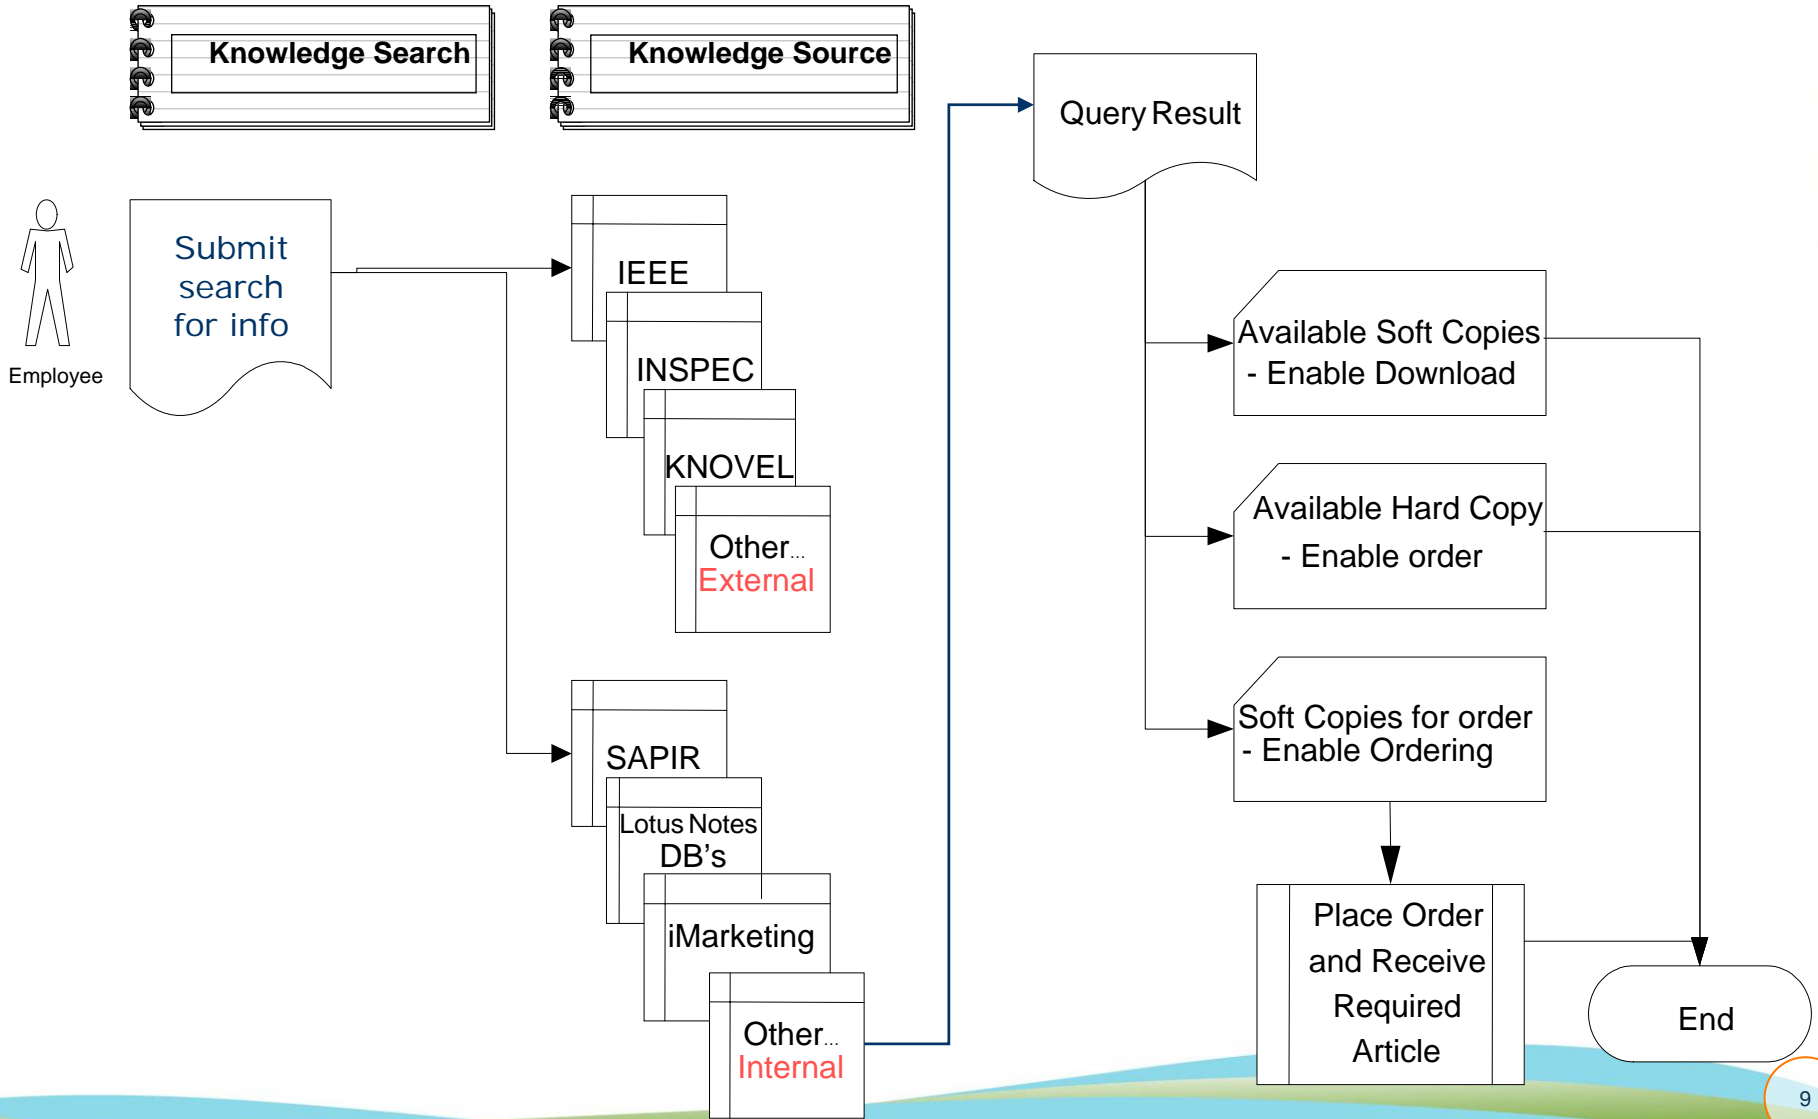 Knowledge Search
Knowledge Source
Query Result
Employee
Submit
search
for info
IEEE
INSPEC
KNOVEL
Other...
External
SAPIR
Lotus Notes
DB's
iMarketing
Other...
Internal
Available Soft Copies
- Enable Download
Available Hard Copy
- Enable order
Soft Copies for order
- Enable Ordering
Place Order
and Receive
Required
Article
End
9